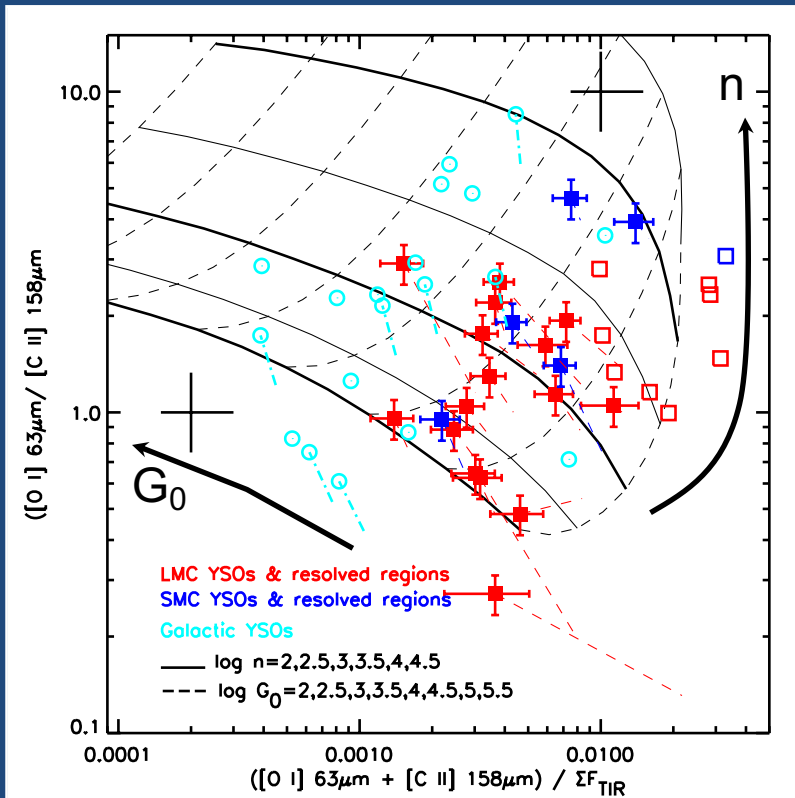 10.0
1.0
0.1
0.0001
0.0010
0.0100
n
G₀
[O I] 63μm/ [C II] 158μm)
LMC YSOs & resolved regions
SMC YSOs & resolved regions
Galactic YSOs
log n=2,2.5,3,3.5,4,4.5
log G₀=2,2.5,3,3.5,4,4.5,5,5.5
([O I] 63μm + [C II] 158μm) / ΣF_TIR